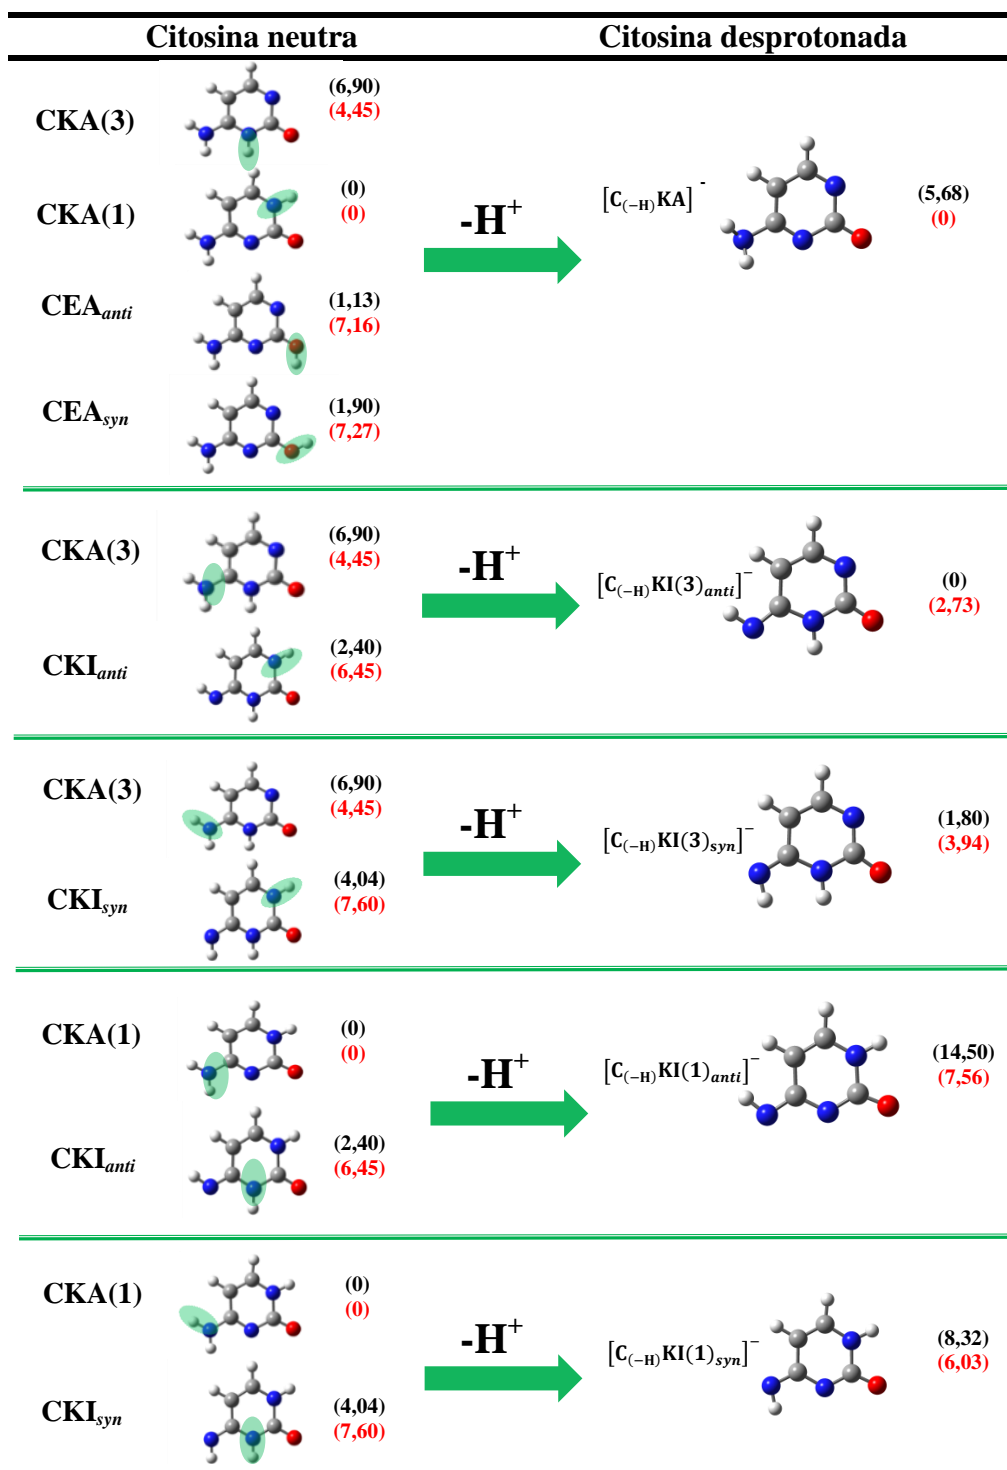 Citosina neutra Citosina desprotonada
CKA(3) (6,90)
(4,45)
CKA(1) (0)
(0)
-H+
[C(−H)KA]-
(5,68)
(0)
CEAanti (1,13)
(7,16)
CEAsyn (1,90)
(7,27)
CKA(3) (6,90)
(4,45)
-H+
[C(−H)KI(3)anti]−
(0)
(2,73)
CKIanti (2,40)
(6,45)
CKA(3) (6,90)
(4,45)
-H+
[C(−H)KI(3)syn]−
(1,80)
(3,94)
CKIsyn (4,04)
(7,60)
CKA(1) (0)
(0)
-H+
[C(−H)KI(1)anti]−
(14,50)
(7,56)
CKIanti (2,40)
(6,45)
CKA(1) (0)
(0)
-H+
[C(−H)KI(1)syn]−
(8,32)
(6,03)
CKIsyn (4,04)
(7,60)